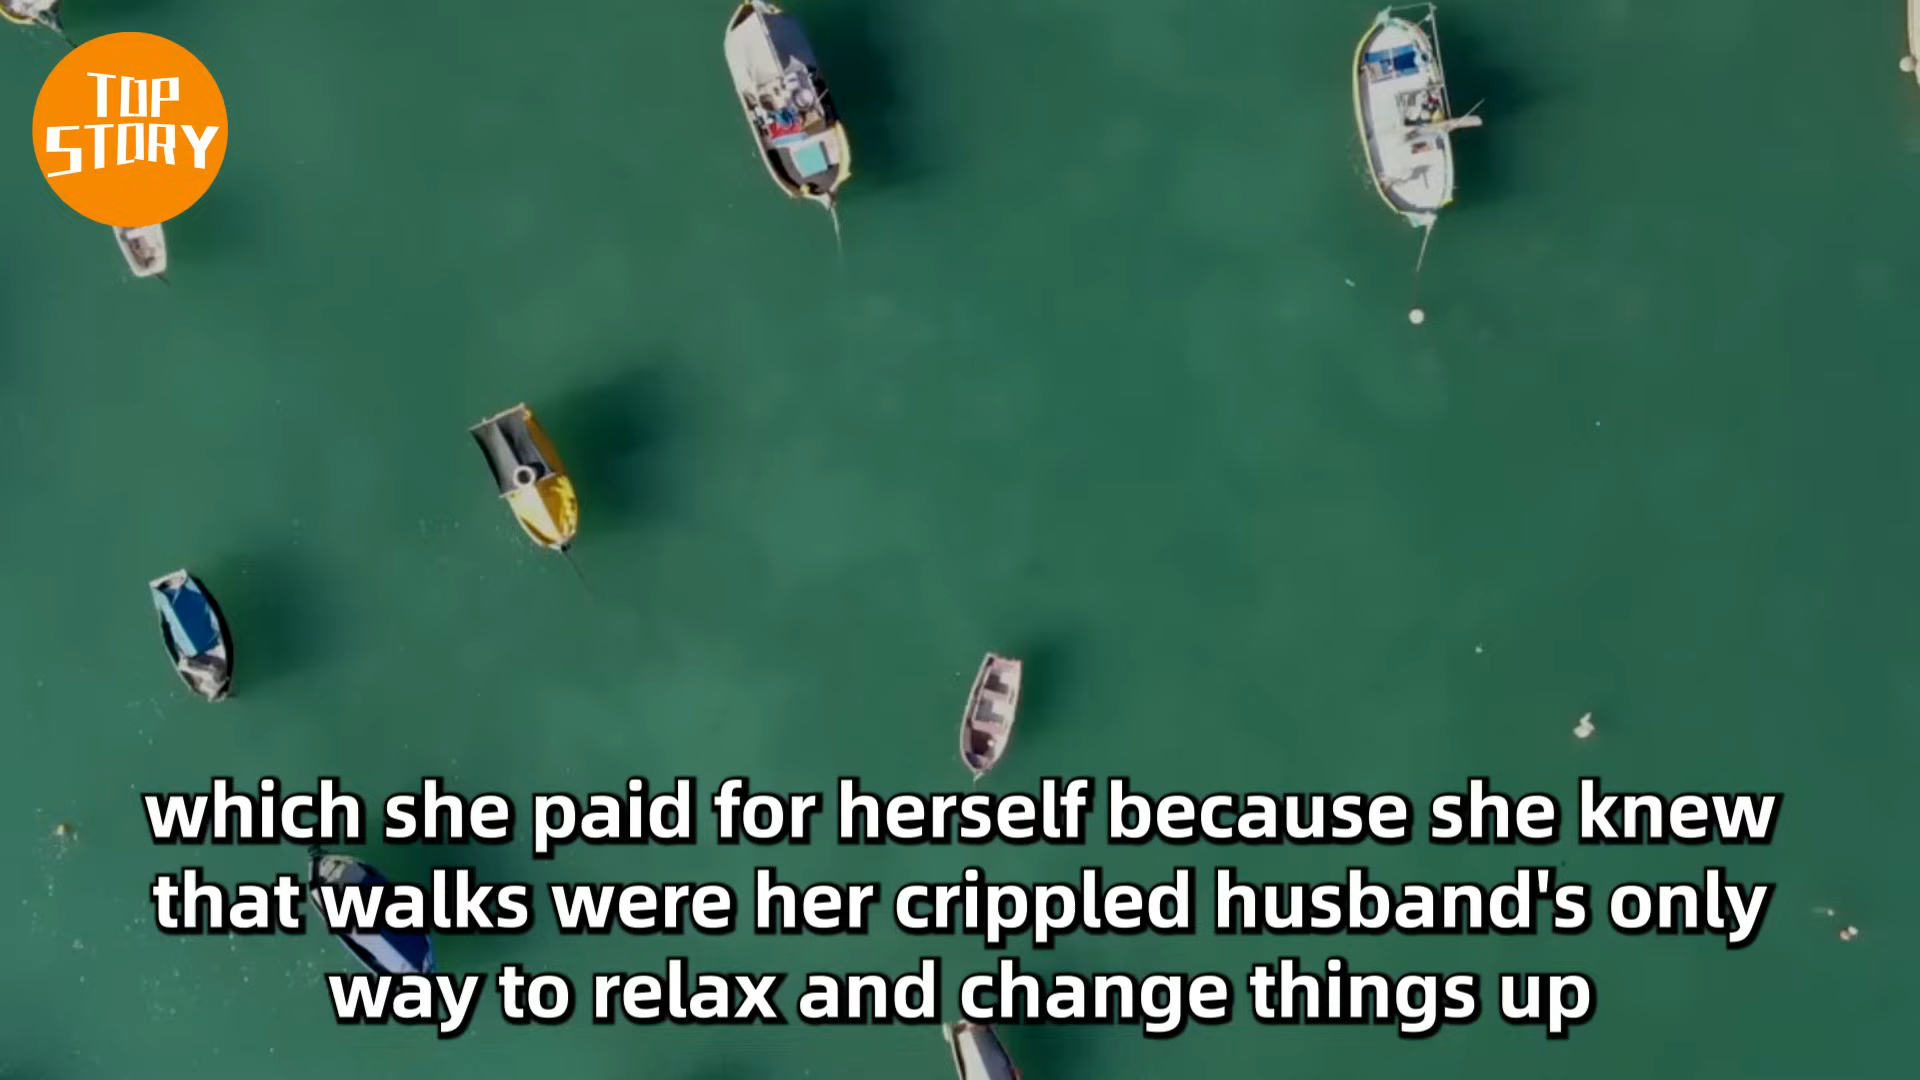 TOP
STORY
which she paid for herself because she knew
that walks were her crippled husband's only
way to relax and change things up